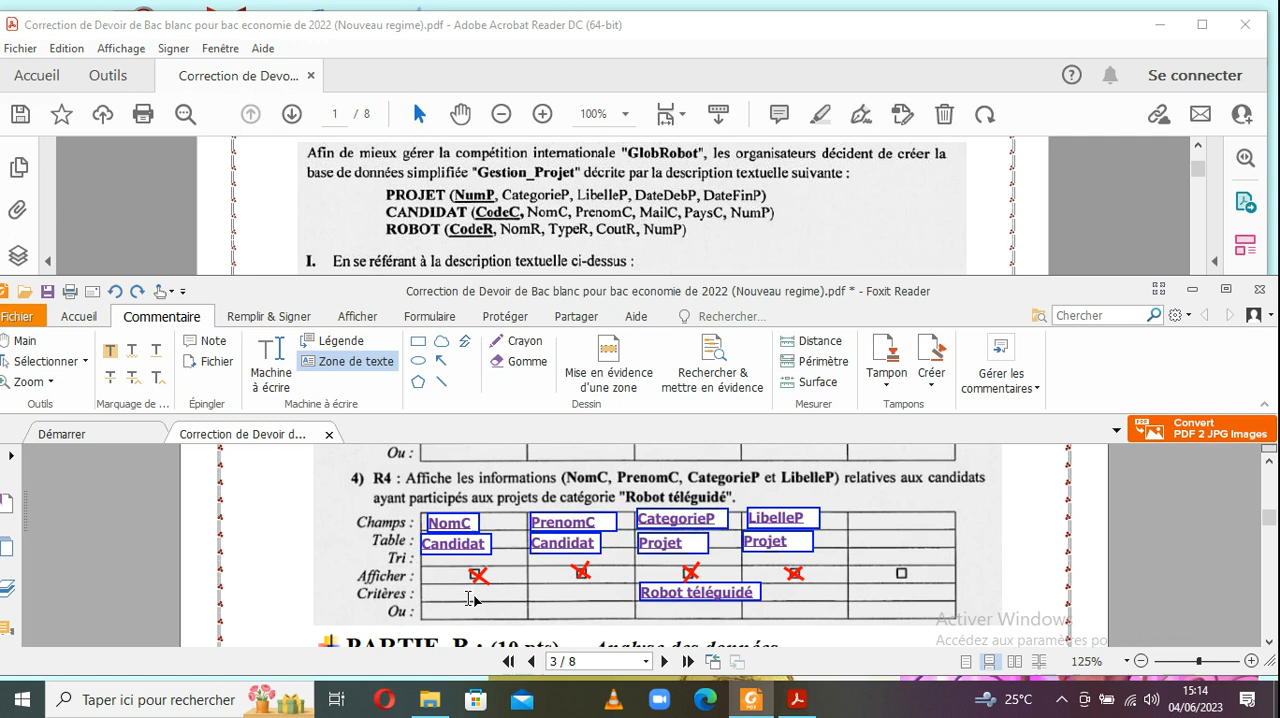 Correction de Devoir de Bac blanc pour bac economie de 2022 (Nouveau regime).pdf - Adobe Acrobat Reader DC (64-bit)
Fichier Edition Affichage Signer Fenêtre Aide
Accueil Outils Correction de Devo... × Se connecter
1 / 8 100%
Afin de mieux gérer la compétition internationale "GlobRobot", les organisateurs décident de créer la
base de données simplifiée "Gestion_Projet" décrite par la description textuelle suivante :
PROJET (NumP, CategorieP, LibelleP, DateDebP, DateFinP)
CANDIDAT (CodeC, NomC, PrenomC, MailC, PaysC, NumP)
ROBOT (CodeR, NomR, TypeR, CoutR, NumP)
I. En se référant à la description textuelle ci-dessus :
Correction de Devoir de Bac blanc pour bac economie de 2022 (Nouveau regime).pdf * - Foxit Reader
Fichier Accueil Commentaire Remplir & Signer Afficher Formulaire Protéger Partager Aide Rechercher... Chercher
Main Note Légende Crayon Distance
Sélectionner Fichier Zone de texte Gomme Périmètre
Zoom Machine à écrire Mise en évidence d'une zone Rechercher & mettre en évidence Surface Tampon Créer Gérer les commentaires
Outils Marquage de ... Épingler Machine à écrire Dessin Mesurer Tampons
Démarrer Correction de Devoir d... × Convert
PDF 2 JPG Images
Ou :
4) R4 : Affiche les informations (NomC, PrenomC, CategorieP et LibelleP) relatives aux candidats
ayant participés aux projets de catégorie "Robot téléguidé".
Champs : NomC PrenomC CategorieP LibelleP
Table : Candidat Candidat Projet Projet
Tri :
Afficher :
Critères : Robot téléguidé
Ou :
Activer Windows
Accédez aux paramètres po
PARTIE B : (10 pts) Analyse des données
3 / 8 125%
Taper ici pour rechercher 25°C 15:14
04/06/2023